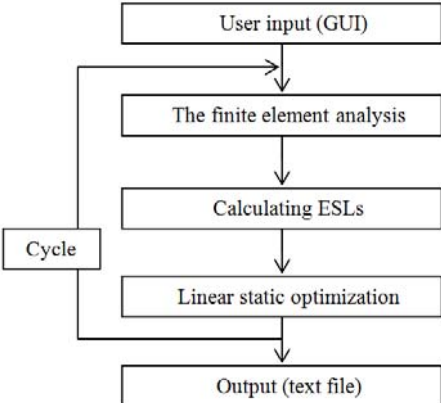 User input (GUI)
The finite element analysis
Calculating ESLs
Cycle
Linear static optimization
Output (text file)